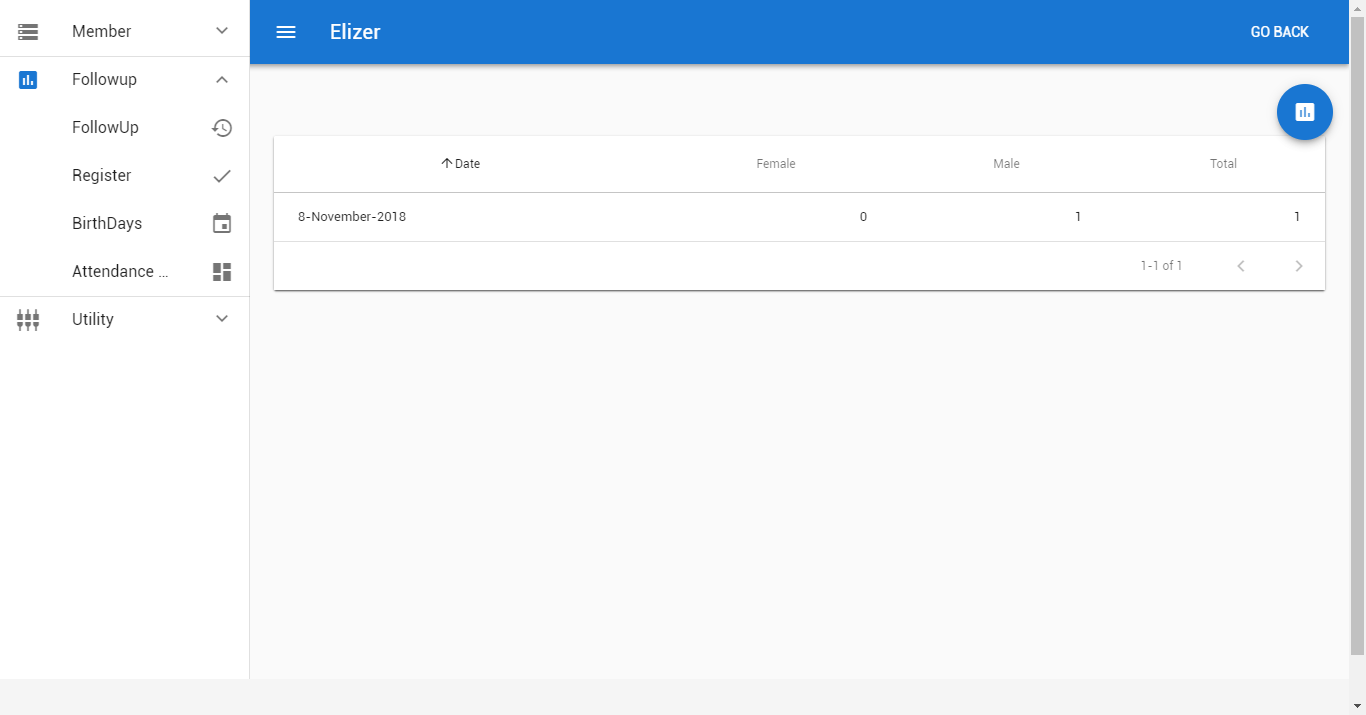 Member
Followup
FollowUp
Register
BirthDays
Attendance ...
Utility
Elizer
GO BACK
Date Female Male Total
8-November-2018 0 1 1
1-1 of 1